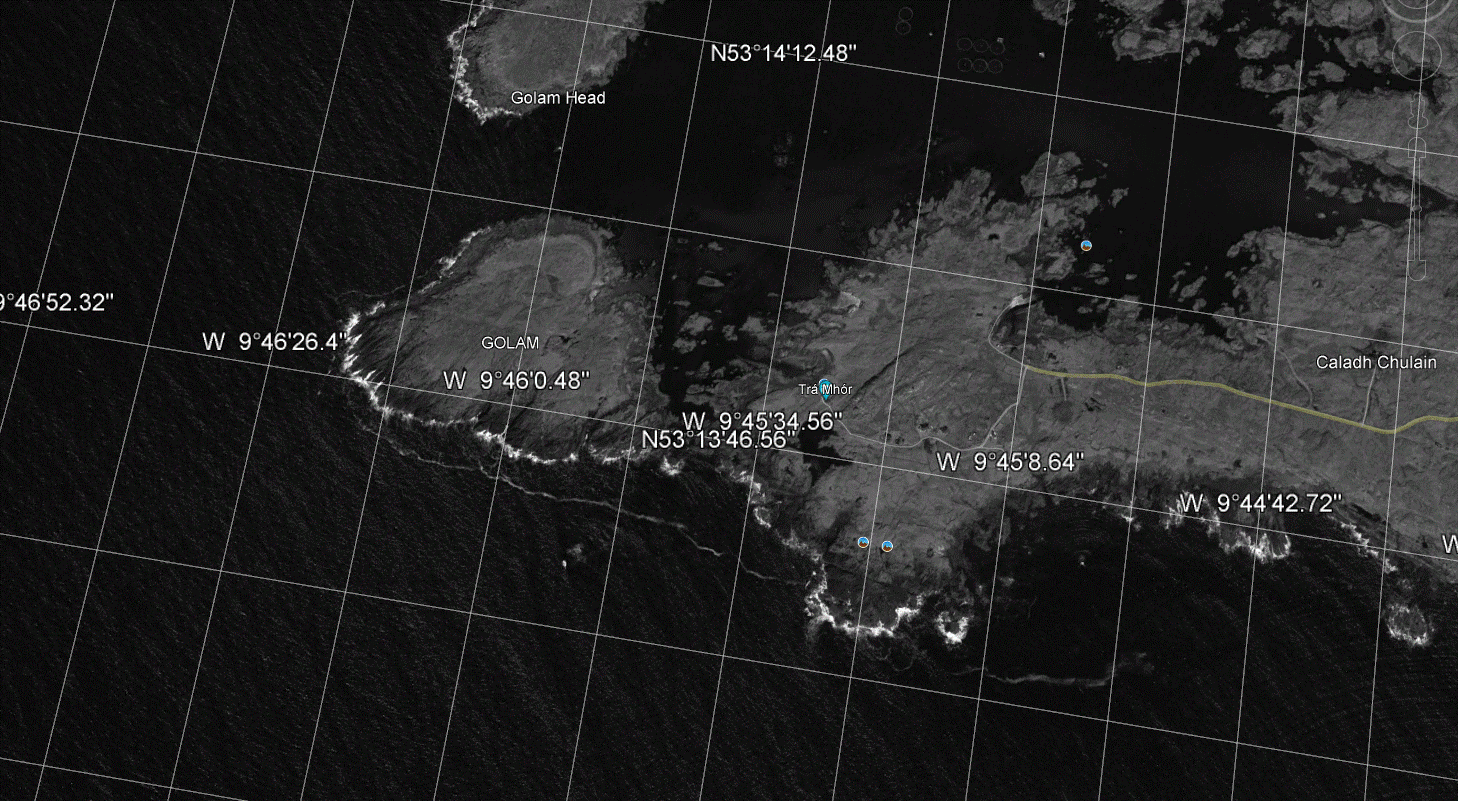 N53°14'12.48"
Golam Head
9°46'52.32"
W 9°46'26.4"
GOLAM
Caladh Chulain
W 9°46'0.48"
Trá Mhór
W 9°45'34.56"
N53°13'46.56"
W 9°45'8.64"
W 9°44'42.72"
W